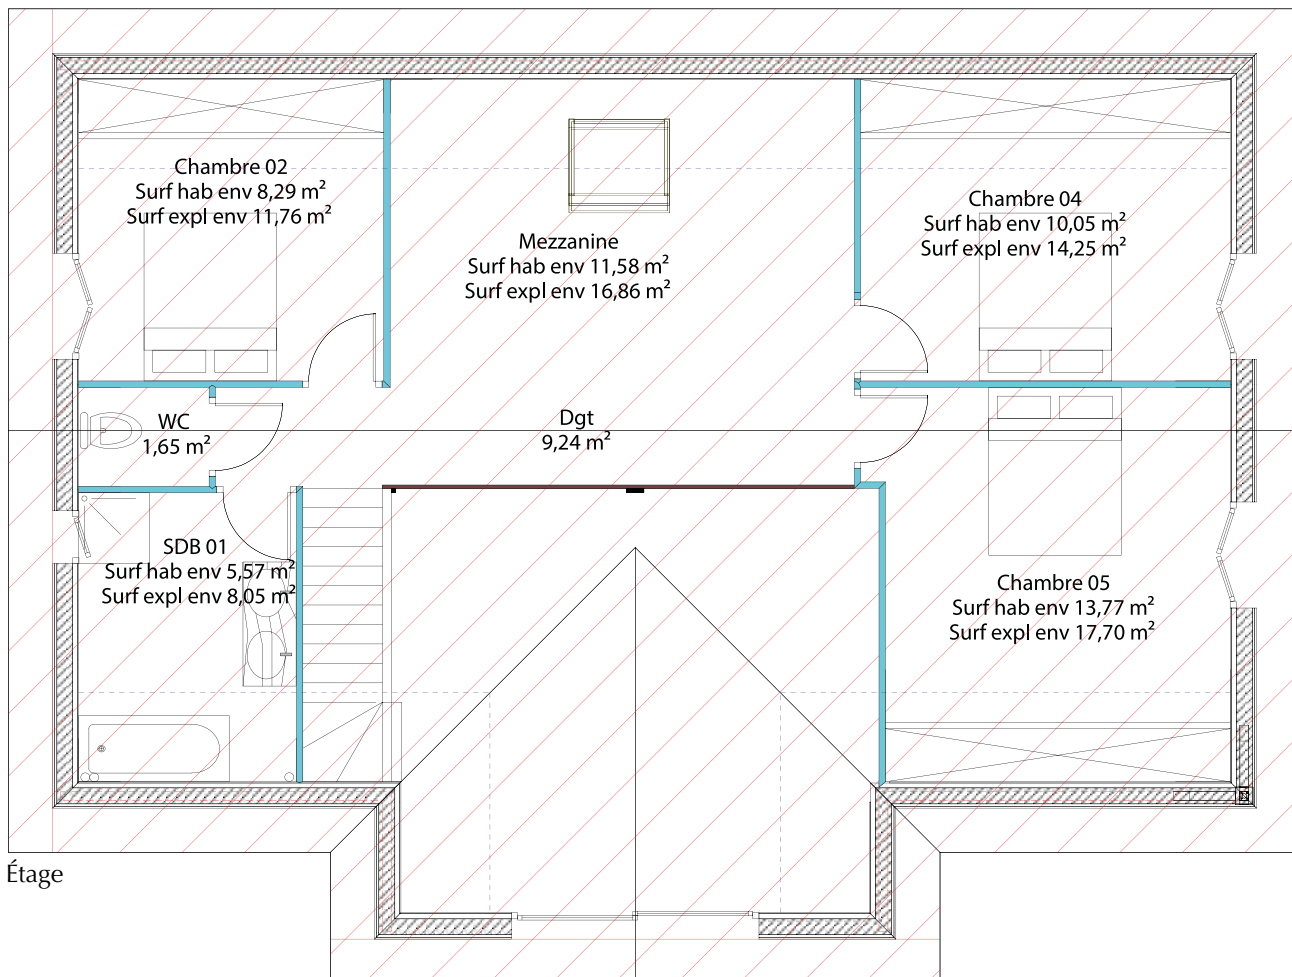 Chambre 02
Surf hab env 8,29 m²
Surf expl env 11,76 m²
Mezzanine
Surf hab env 11,58 m²
Surf expl env 16,86 m²
Chambre 04
Surf hab env 10,05 m²
Surf expl env 14,25 m²
WC
1,65 m²
Dgt
9,24 m²
SDB 01
Surf hab env 5,57 m²
Surf expl env 8,05 m²
Chambre 05
Surf hab env 13,77 m²
Surf expl env 17,70 m²
Étage